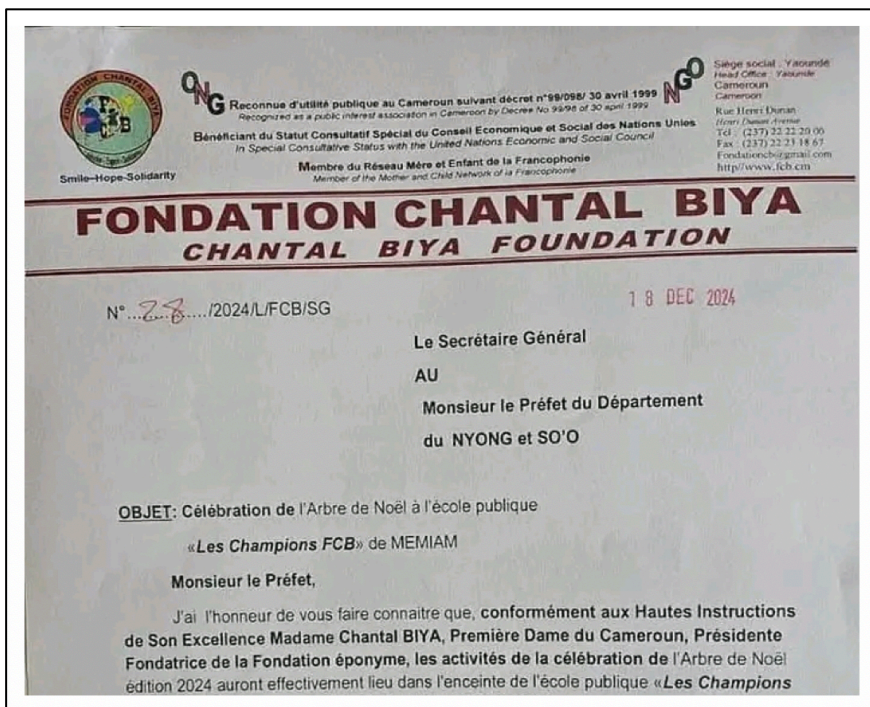 FONDATION CHANTAL BIYA
F C B
Smile-Hope-Solidarity
ONG
NGO
Reconnue d'utilité publique au Cameroun suivant décret n°99/098/ 30 avril 1999
Recognized as a public interest association in Cameroon by Decree No 99/98 of 30 april 1999
Bénéficiant du Statut Consultatif Spécial du Conseil Economique et Social des Nations Unies
In Special Consultative Status with the United Nations Economic and Social Council
Membre du Réseau Mère et Enfant de la Francophonie
Member of the Mother and Child Network of la Francophonie
Siège social : Yaoundé
Head Office : Yaounde
Cameroun
Cameroon
Rue Henri Dunan
Henri Dunant Avenue
Tél : (237) 22 22 20 00
Fax : (237) 22 23 18 67
Fondationcb@gmail.com
http//www.fcb.cm
FONDATION CHANTAL BIYA
CHANTAL BIYA FOUNDATION
N°...28..../2024/L/FCB/SG
18 DEC 2024
Le Secrétaire Général
AU
Monsieur le Préfet du Département
du NYONG et SO'O
OBJET: Célébration de l'Arbre de Noël à l'école publique
«Les Champions FCB» de MEMIAM
Monsieur le Préfet,
J'ai l'honneur de vous faire connaitre que, conformément aux Hautes Instructions
de Son Excellence Madame Chantal BIYA, Première Dame du Cameroun, Présidente
Fondatrice de la Fondation éponyme, les activités de la célébration de l'Arbre de Noël
édition 2024 auront effectivement lieu dans l'enceinte de l'école publique «Les Champions